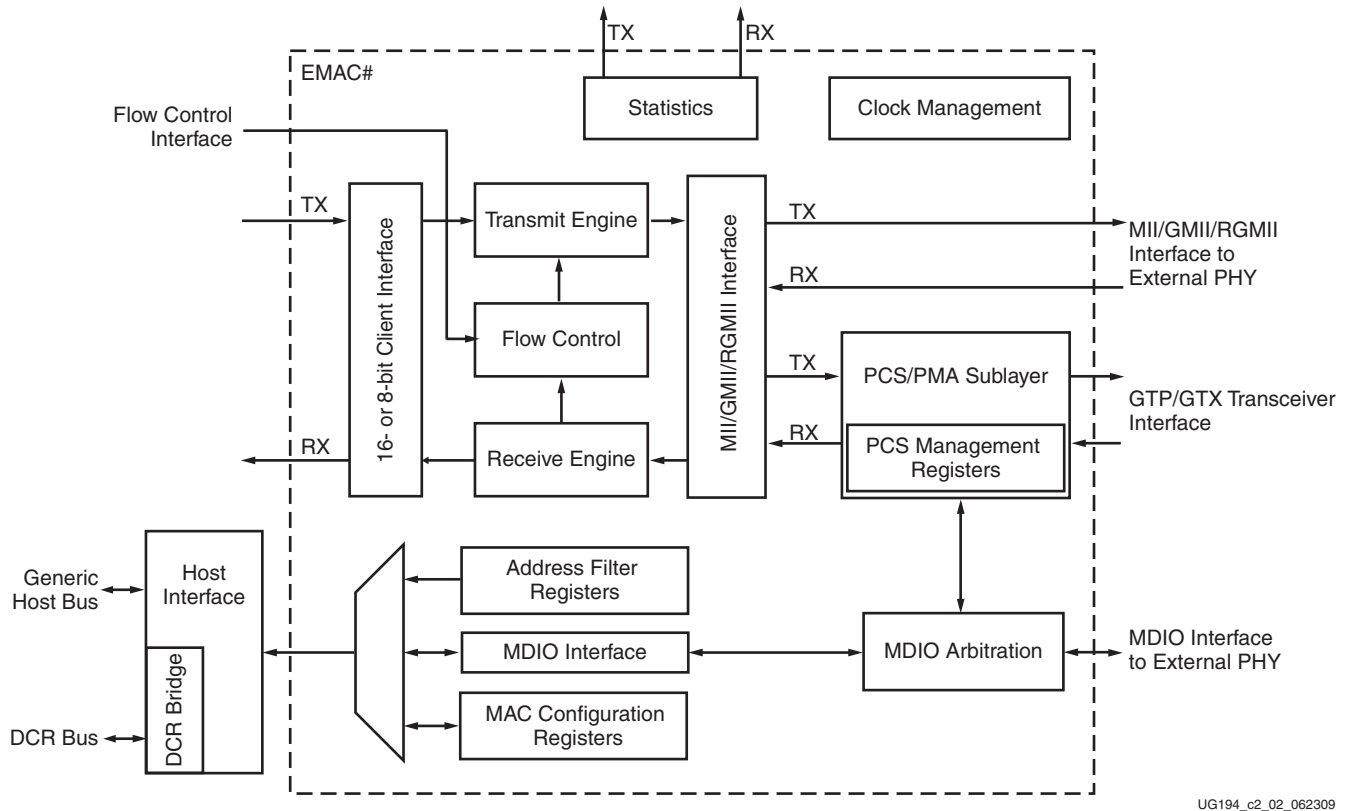 TX
RX
EMAC#
Statistics
Clock Management
Flow Control
Interface
TX
16- or 8-bit Client Interface
Transmit Engine
MII/GMII/RGMII Interface
TX
MII/GMII/RGMII
Interface to
External PHY
RX
Flow Control
TX
PCS/PMA Sublayer
GTP/GTX Transceiver
Interface
RX
Receive Engine
RX
PCS Management
Registers
Generic
Host Bus
Host
Interface
Address Filter
Registers
MDIO Interface
MDIO Arbitration
MDIO Interface
to External PHY
DCR Bus
DCR Bridge
MAC Configuration
Registers
UG194_c2_02_062309